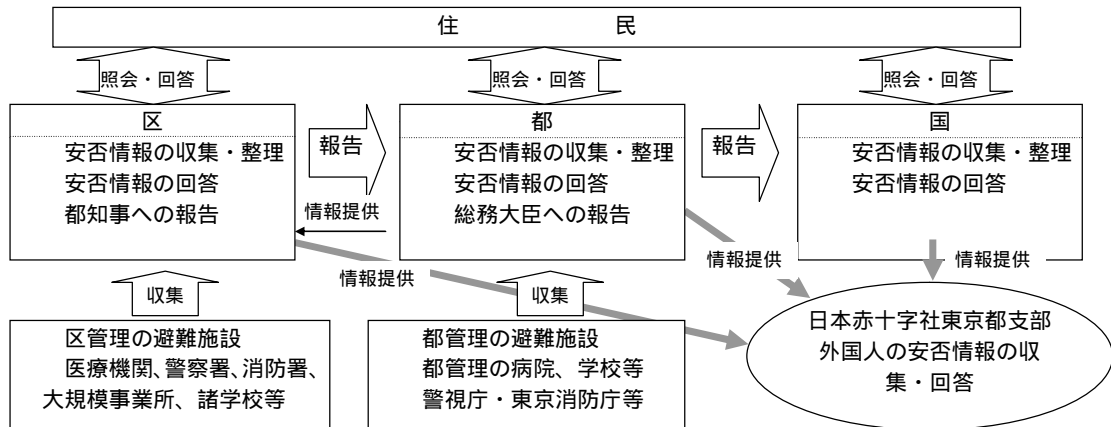 住　　　民
照会・回答
照会・回答
照会・回答
区
安否情報の収集・整理
安否情報の回答
都知事への報告
報告
情報提供
都
安否情報の収集・整理
安否情報の回答
総務大臣への報告
報告
国
安否情報の収集・整理
安否情報の回答
情報提供
情報提供
情報提供
収集
収集
区管理の避難施設
医療機関、警察署、消防署、
大規模事業所、諸学校等
都管理の避難施設
都管理の病院、学校等
警視庁・東京消防庁等
日本赤十字社東京都支部
外国人の安否情報の収
集・回答